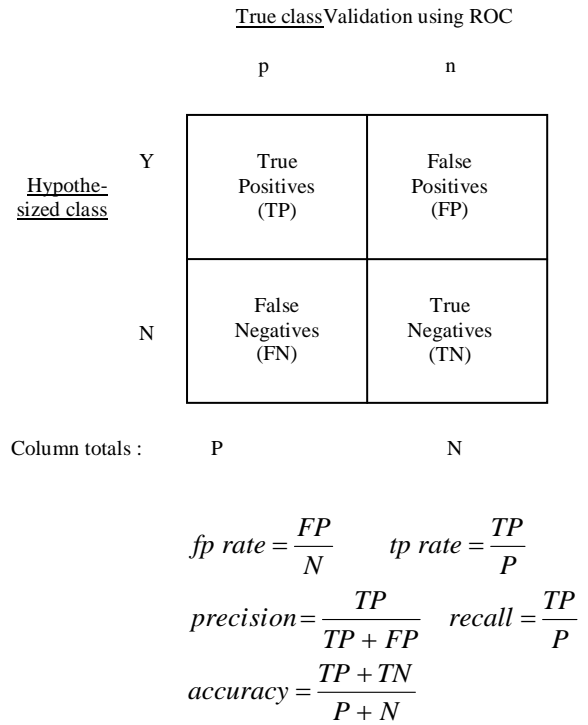 True classValidation using ROC
p n
Y True Positives (TP) False Positives (FP)
Hypothe-
sized class
N False Negatives (FN) True Negatives (TN)
Column totals : P N
fp rate = FP/N tp rate = TP/P
precision = TP/(TP + FP) recall = TP/P
accuracy = (TP + TN)/(P + N)